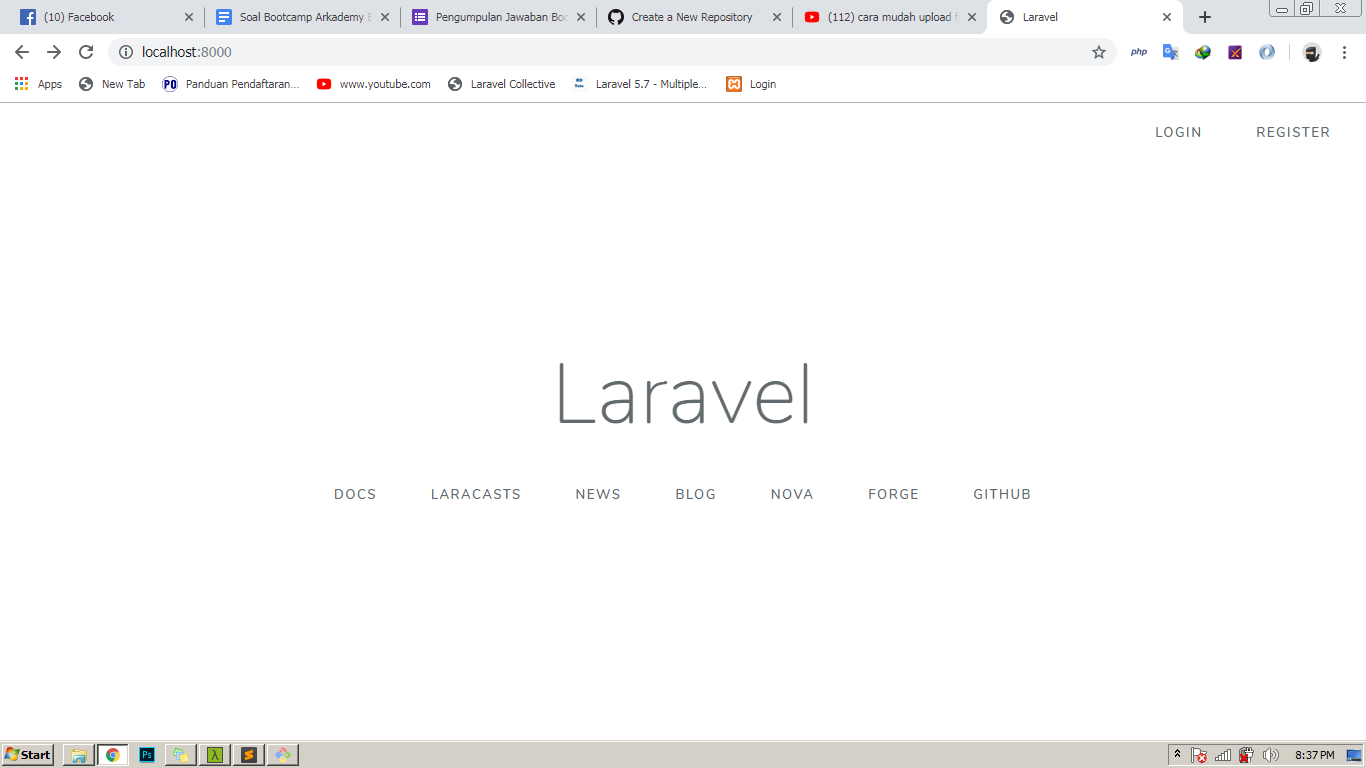 (10) Facebook
Soal Bootcamp Arkademy
Pengumpulan Jawaban
Create a New Repository
(112) cara mudah upload
Laravel
localhost:8000
php
Apps
New Tab
PO
Panduan Pendaftaran...
www.youtube.com
Laravel Collective
Laravel 5.7 - Multiple...
Login
LOGIN
REGISTER
Laravel
DOCS
LARACASTS
NEWS
BLOG
NOVA
FORGE
GITHUB
Start
Ps
λ
8:37 PM